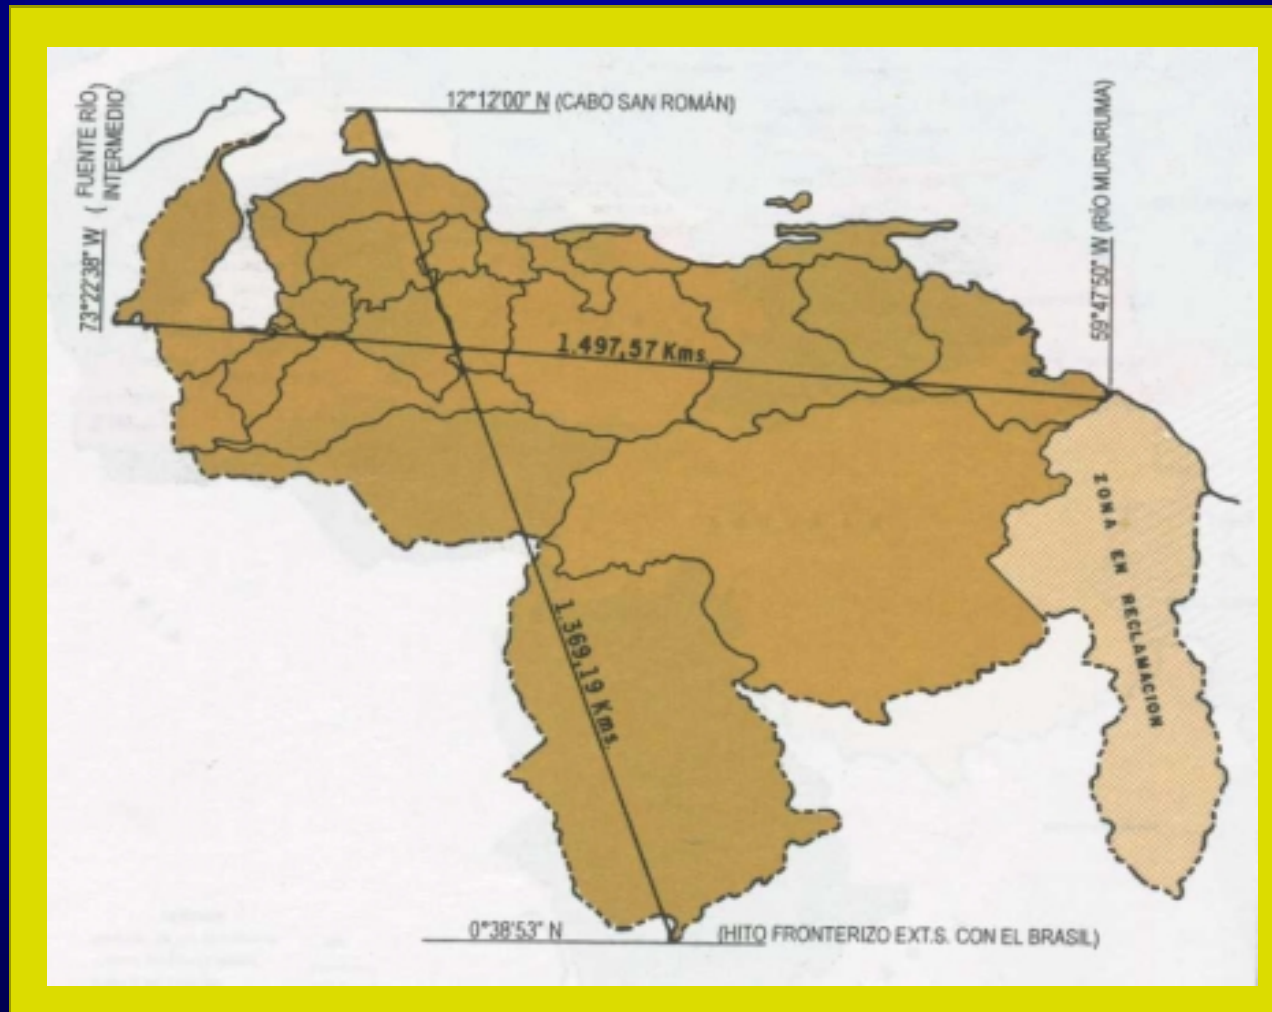 12°12'00" N (CABO SAN ROMÁN)
73°22'38" W ( FUENTE RÍO)
INTERMEDIO
59°47'50" W (RÍO MURURUMA)
1.497,57 Kms.
ZONA EN RECLAMACION
1.369,19 Kms.
0°38'53" N (HITO FRONTERIZO EXT.S. CON EL BRASIL)